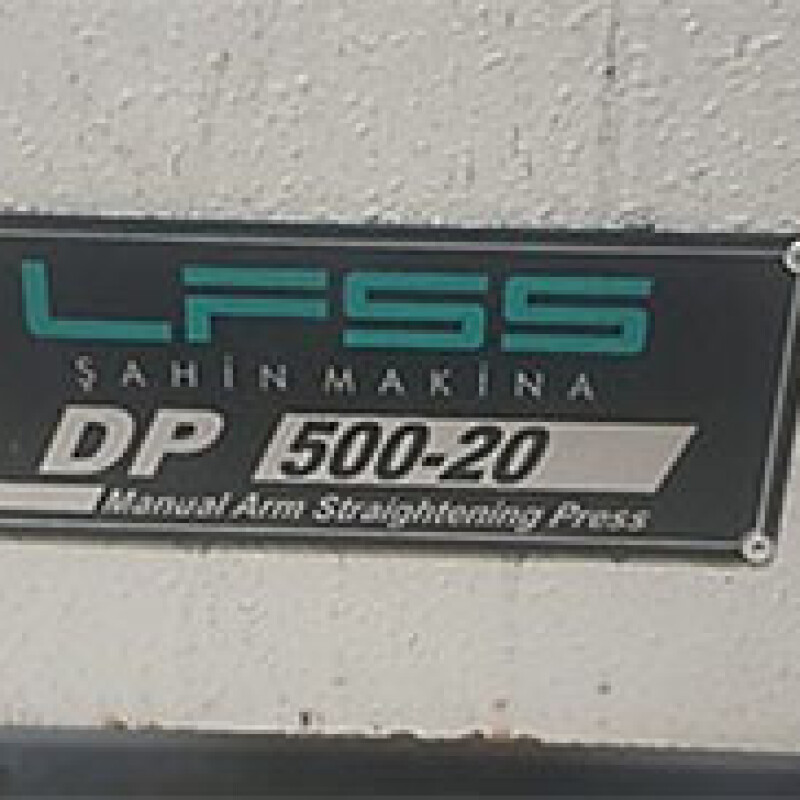 LFSS
ŞAHİN MAKİNA
DP 500-20
Manual Arm Straightening Press